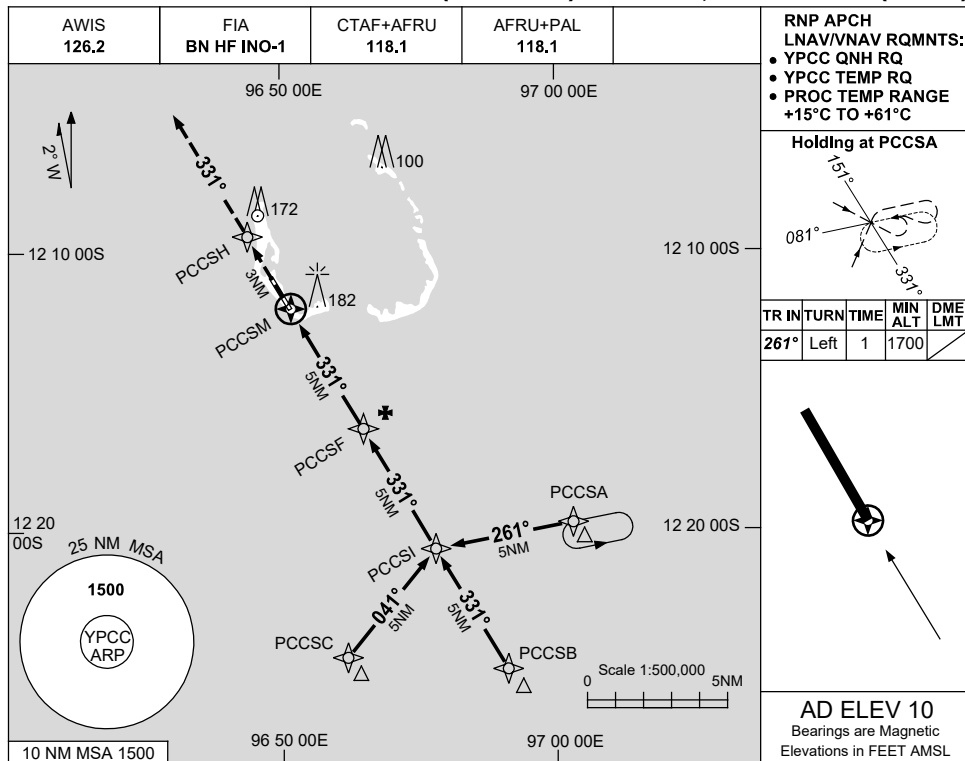 AWIS
126.2
FIA
BN HF INO-1
CTAF+AFRU
118.1
AFRU+PAL
118.1
RNP APCH
LNAV/VNAV RQMNTS:
• YPCC QNH RQ
• YPCC TEMP RQ
• PROC TEMP RANGE
+15°C TO +61°C
96 50 00E
97 00 00E
2° W
331°
100
172
PCCSH
12 10 00S
12 10 00S
3NM
182
PCCSM
331°
5NM
PCCSF
331°
5NM
PCCSA
12 20
00S
12 20 00S
261°
5NM
PCCSI
25 NM MSA
1500
YPCC
ARP
041°
5NM
331°
5NM
PCCSC
PCCSB
Scale 1:500,000
0
5NM
10 NM MSA 1500
96 50 00E
97 00 00E
Holding at PCCSA
151°
081°
331°
TR IN TURN TIME MIN ALT DME LMT
261° Left 1 1700
AD ELEV 10
Bearings are Magnetic
Elevations in FEET AMSL